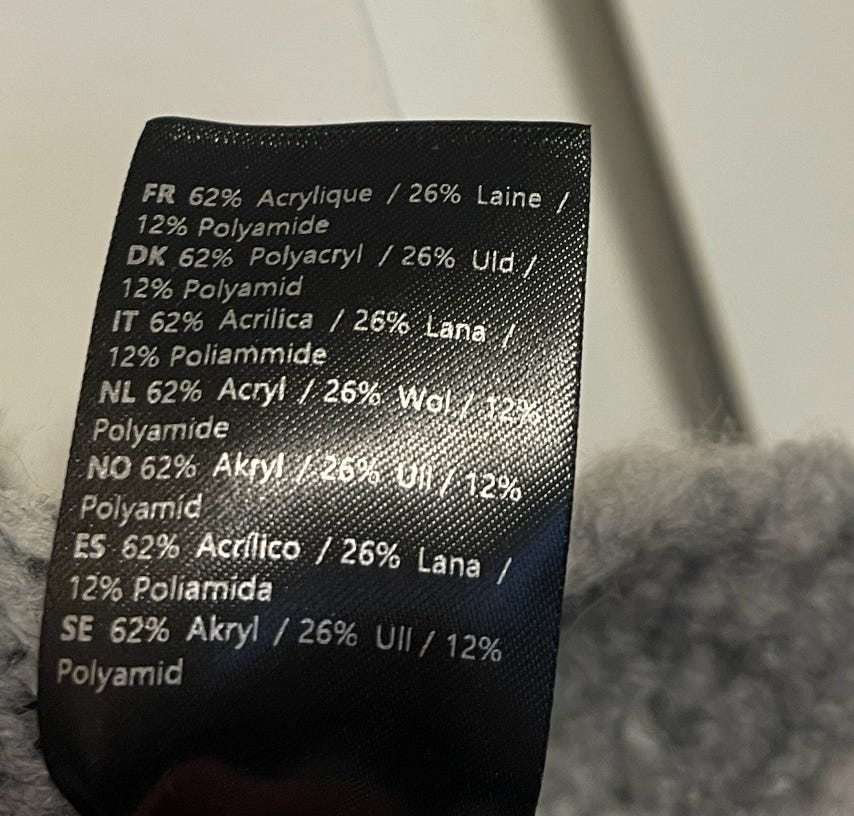 FR 62% Acrylique / 26% Laine /
12% Polyamide
DK 62% Polyacryl / 26% Uld /
12% Polyamid
IT 62% Acrilica / 26% Lana /
12% Poliammide
NL 62% Acryl / 26% Wol / 12%
Polyamide
NO 62% Akryl / 26% Ull / 12%
Polyamid
ES 62% Acrílico / 26% Lana /
12% Poliamida
SE 62% Akryl / 26% Ull / 12%
Polyamid